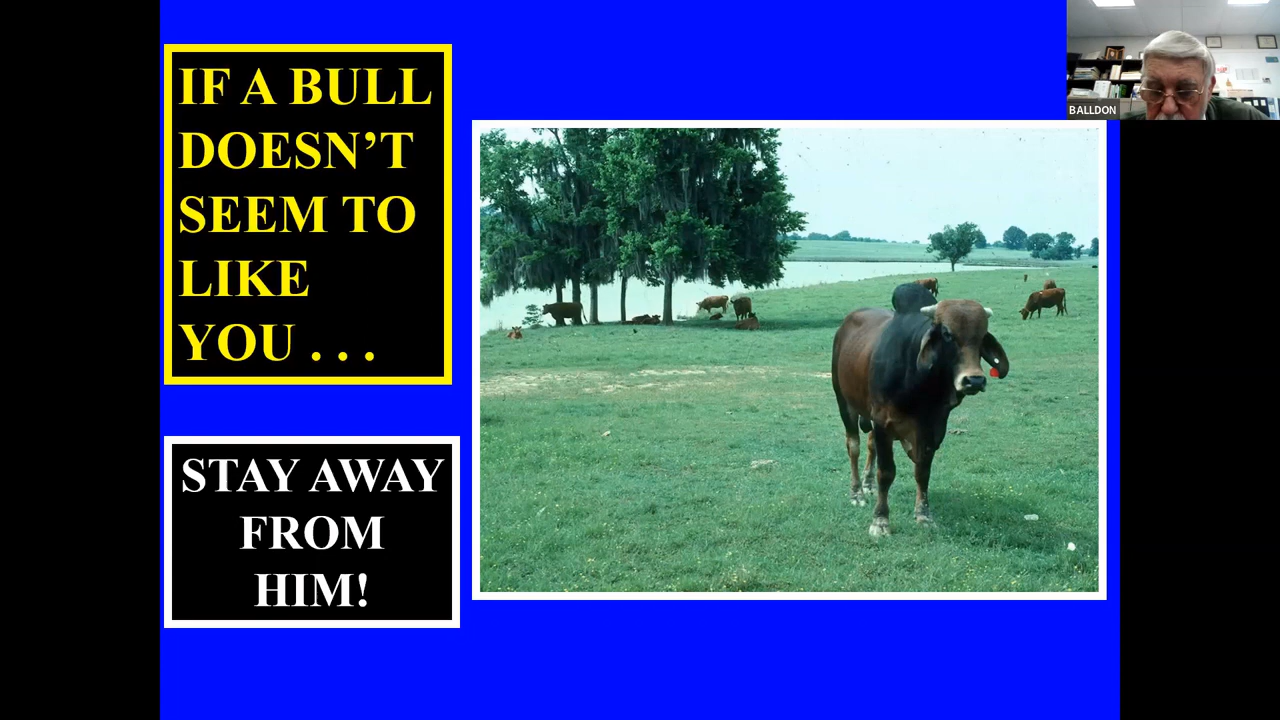 IF A BULL
DOESN’T
SEEM TO
LIKE
YOU . . .
STAY AWAY
FROM
HIM!
BALLDON